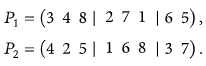 P₁ = (3 4 8 | 2 7 1 | 6 5) ,
P₂ = (4 2 5 | 1 6 8 | 3 7) .